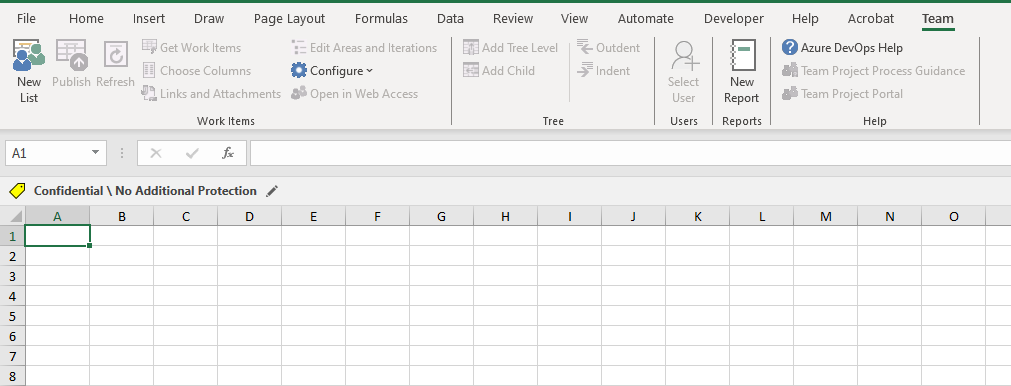 File Home Insert Draw Page Layout Formulas Data Review View Automate Developer Help Acrobat Team
Get Work Items Edit Areas and Iterations Add Tree Level Outdent Azure DevOps Help
New List Publish Refresh Choose Columns Configure Add Child Indent Select User New Report Team Project Process Guidance
Links and Attachments Open in Web Access Team Project Portal
Work Items Tree Users Reports Help
A1 fx
Confidential \ No Additional Protection
A B C D E F G H I J K L M N O
1
2
3
4
5
6
7
8